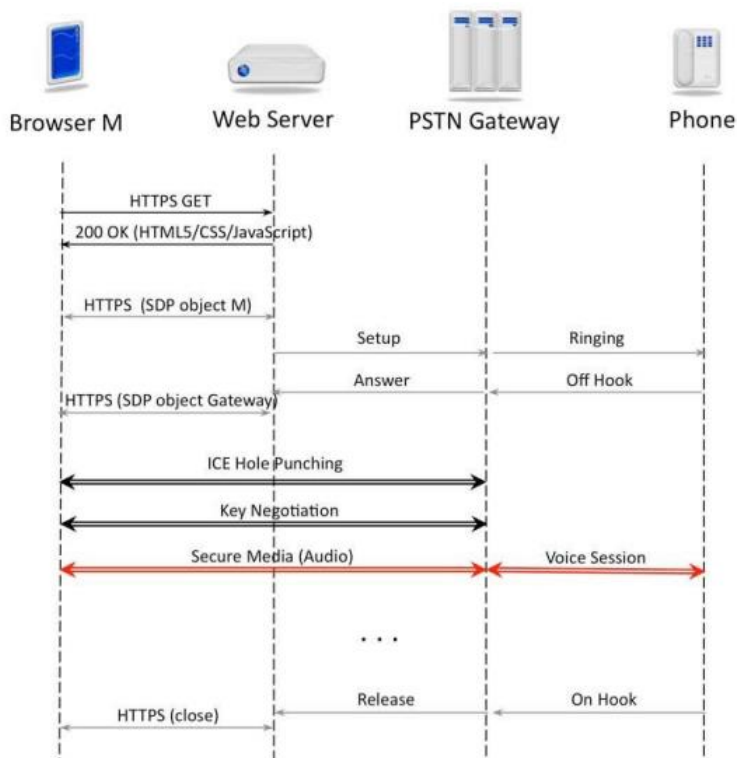 Browser M
Web Server
PSTN Gateway
Phone
HTTPS GET
200 OK (HTML5/CSS/JavaScript)
HTTPS (SDP object M)
Setup
Ringing
Answer
Off Hook
HTTPS (SDP object Gateway)
ICE Hole Punching
Key Negotiation
Secure Media (Audio)
Voice Session
. . .
Release
On Hook
HTTPS (close)